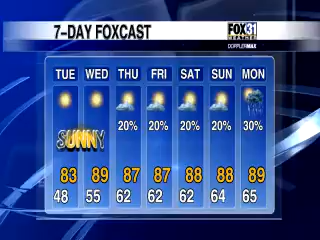 7-DAY FOXCAST
FOX 31
DOPPLERMAX
TUE WED THU FRI SAT SUN MON
SUNNY
20% 20% 20% 20% 30%
83 89 87 87 88 88 89
48 55 62 62 62 64 65